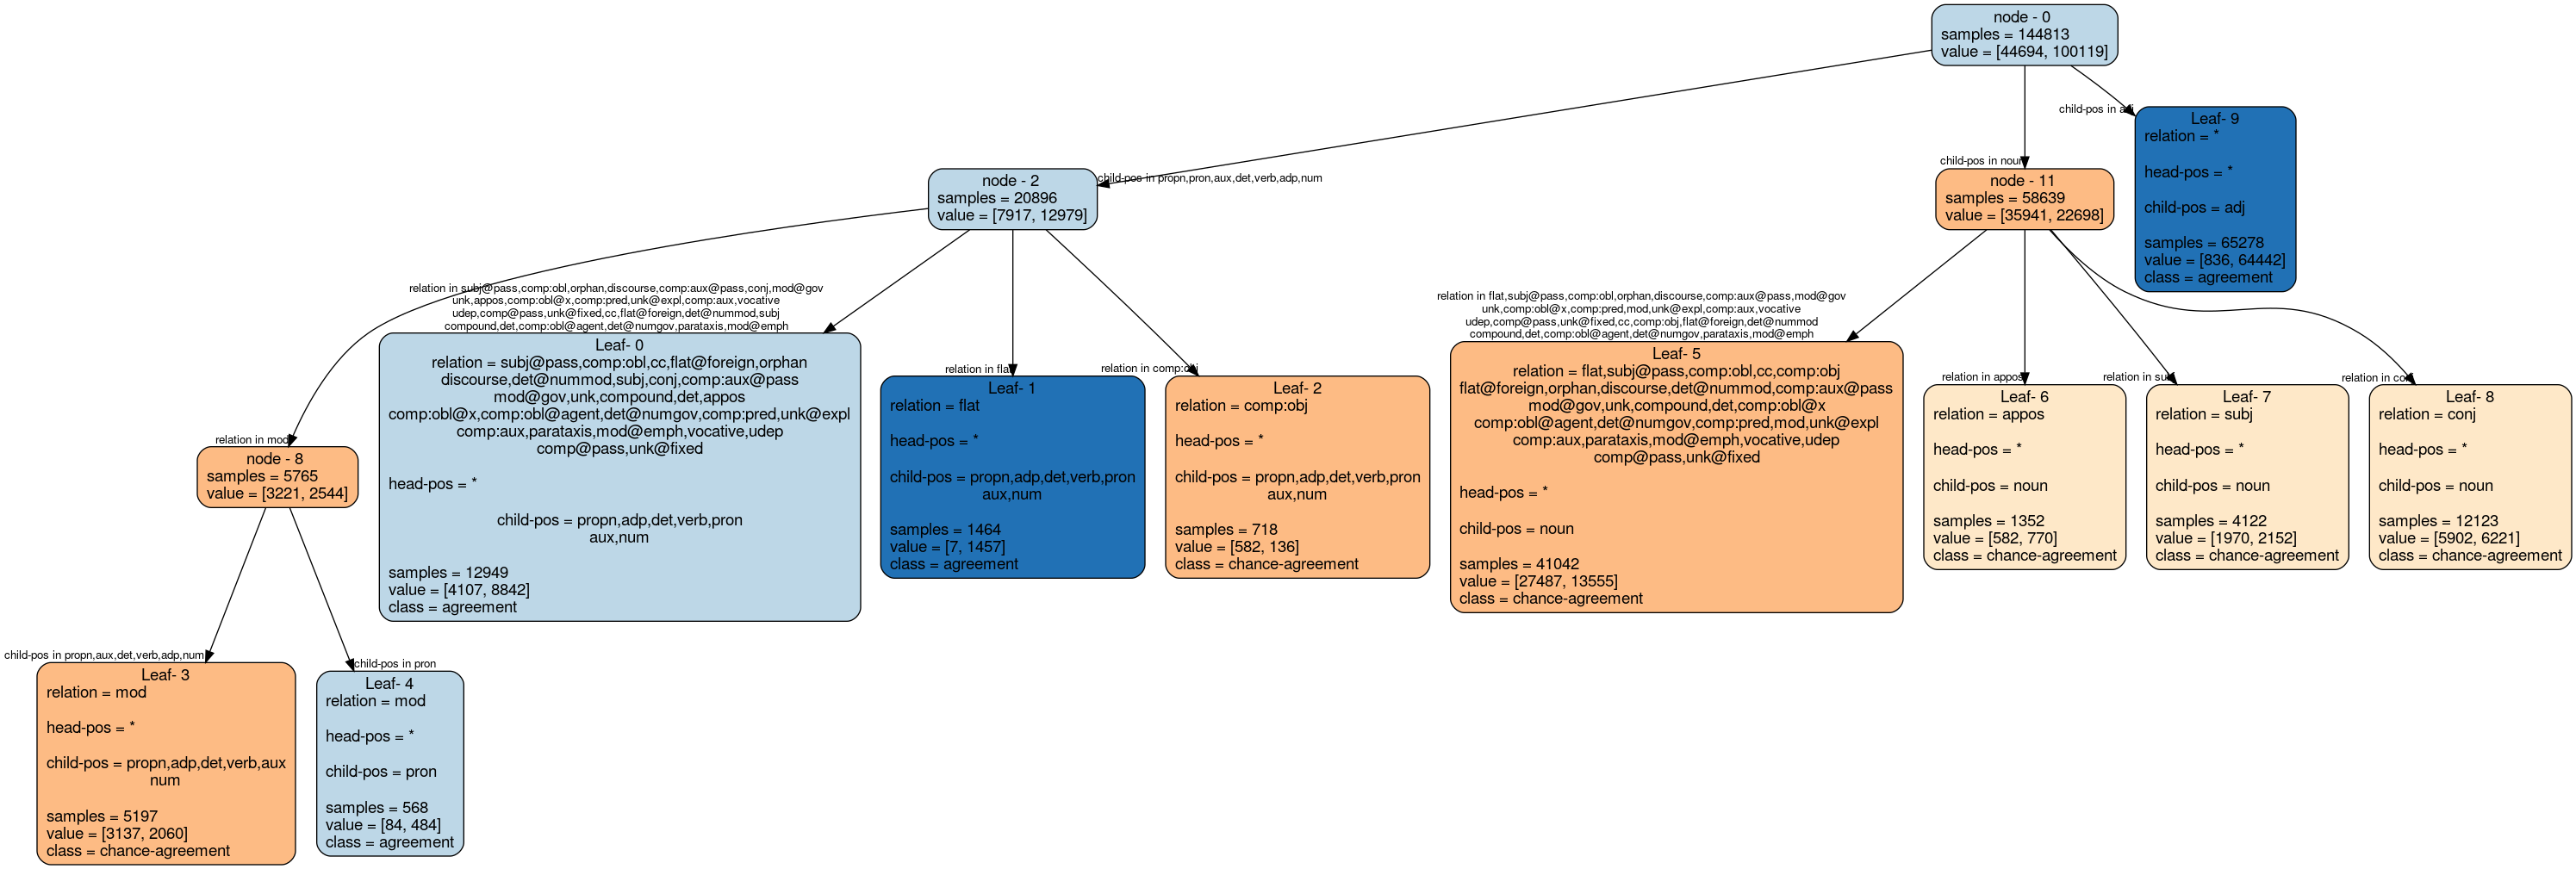 node - 0
samples = 144813
value = [44694, 100119]
child-pos in
Leaf- 9
relation = *
head-pos = *
child-pos = adj
samples = 65278
value = [836, 64442]
class = agreement
child-pos in propn,pron,aux,det,verb,adp,num
node - 2
samples = 20896
value = [7917, 12979]
child-pos in noun
node - 11
samples = 58639
value = [35941, 22698]
relation in subj@pass,comp:obl,orphan,discourse,comp:aux@pass,conj,mod@gov
unk,appos,comp:obl@x,comp:pred,unk@expl,comp:aux,vocative
udep,comp@pass,unk@fixed,cc,flat@foreign,det@nummod,subj
compound,det,comp:obl@agent,det@numgov,parataxis,mod@emph
Leaf- 0
relation = subj@pass,comp:obl,cc,flat@foreign,orphan
discourse,det@nummod,subj,conj,comp:aux@pass
mod@gov,unk,compound,det,appos
comp:obl@x,comp:obl@agent,det@numgov,comp:pred,unk@expl
comp:aux,parataxis,mod@emph,vocative,udep
comp@pass,unk@fixed
head-pos = *
child-pos = propn,adp,det,verb,pron
aux,num
samples = 12949
value = [4107, 8842]
class = agreement
relation in flat
Leaf- 1
relation = flat
head-pos = *
child-pos = propn,adp,det,verb,pron
aux,num
samples = 1464
value = [7, 1457]
class = agreement
relation in comp:obj
Leaf- 2
relation = comp:obj
head-pos = *
child-pos = propn,adp,det,verb,pron
aux,num
samples = 718
value = [582, 136]
class = chance-agreement
relation in flat,subj@pass,comp:obl,orphan,discourse,comp:aux@pass,mod@gov
unk,comp:obl@x,comp:pred,mod,unk@expl,comp:aux,vocative
udep,comp@pass,unk@fixed,cc,comp:obj,flat@foreign,det@nummod
compound,det,comp:obl@agent,det@numgov,parataxis,mod@emph
Leaf- 5
relation = flat,subj@pass,comp:obl,cc,comp:obj
flat@foreign,orphan,discourse,det@nummod,comp:aux@pass
mod@gov,unk,compound,det,comp:obl@x
comp:obl@agent,det@numgov,comp:pred,mod,unk@expl
comp:aux,parataxis,mod@emph,vocative,udep
comp@pass,unk@fixed
head-pos = *
child-pos = noun
samples = 41042
value = [27487, 13555]
class = chance-agreement
relation in appos
Leaf- 6
relation = appos
head-pos = *
child-pos = noun
samples = 1352
value = [582, 770]
class = chance-agreement
relation in subj
Leaf- 7
relation = subj
head-pos = *
child-pos = noun
samples = 4122
value = [1970, 2152]
class = chance-agreement
relation in conj
Leaf- 8
relation = conj
head-pos = *
child-pos = noun
samples = 12123
value = [5902, 6221]
class = chance-agreement
relation in mod
node - 8
samples = 5765
value = [3221, 2544]
child-pos in propn,aux,det,verb,adp,num
Leaf- 3
relation = mod
head-pos = *
child-pos = propn,adp,det,verb,aux
num
samples = 5197
value = [3137, 2060]
class = chance-agreement
child-pos in pron
Leaf- 4
relation = mod
head-pos = *
child-pos = pron
samples = 568
value = [84, 484]
class = agreement